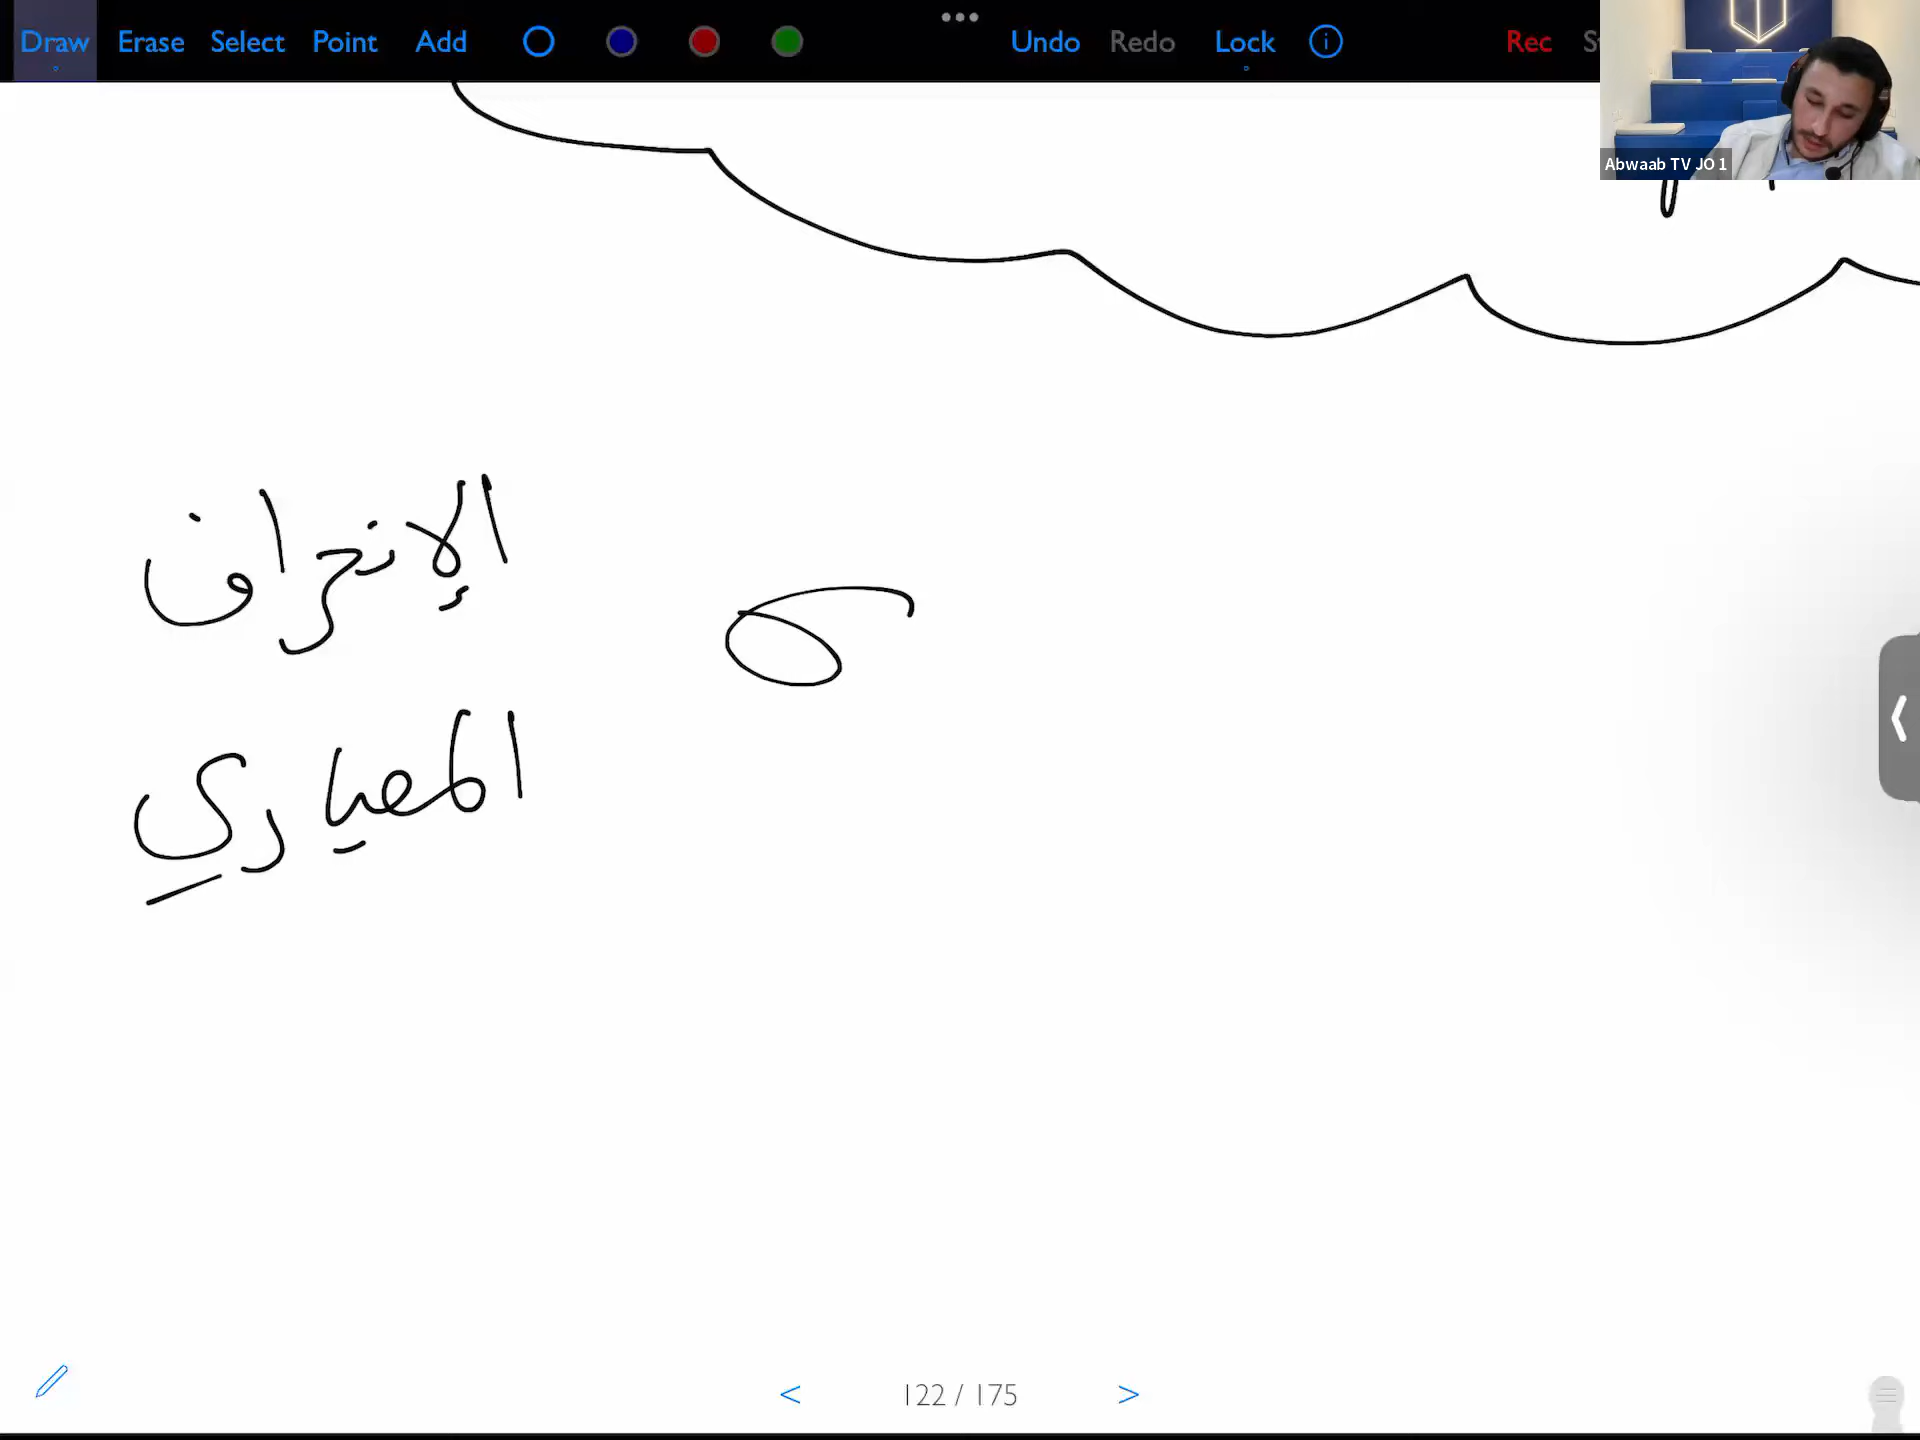 Draw Erase Select Point Add Undo Redo Lock Rec
Abwaab TV JO 1
الإنحراف
σ
المعياري
< 122 / 175 >